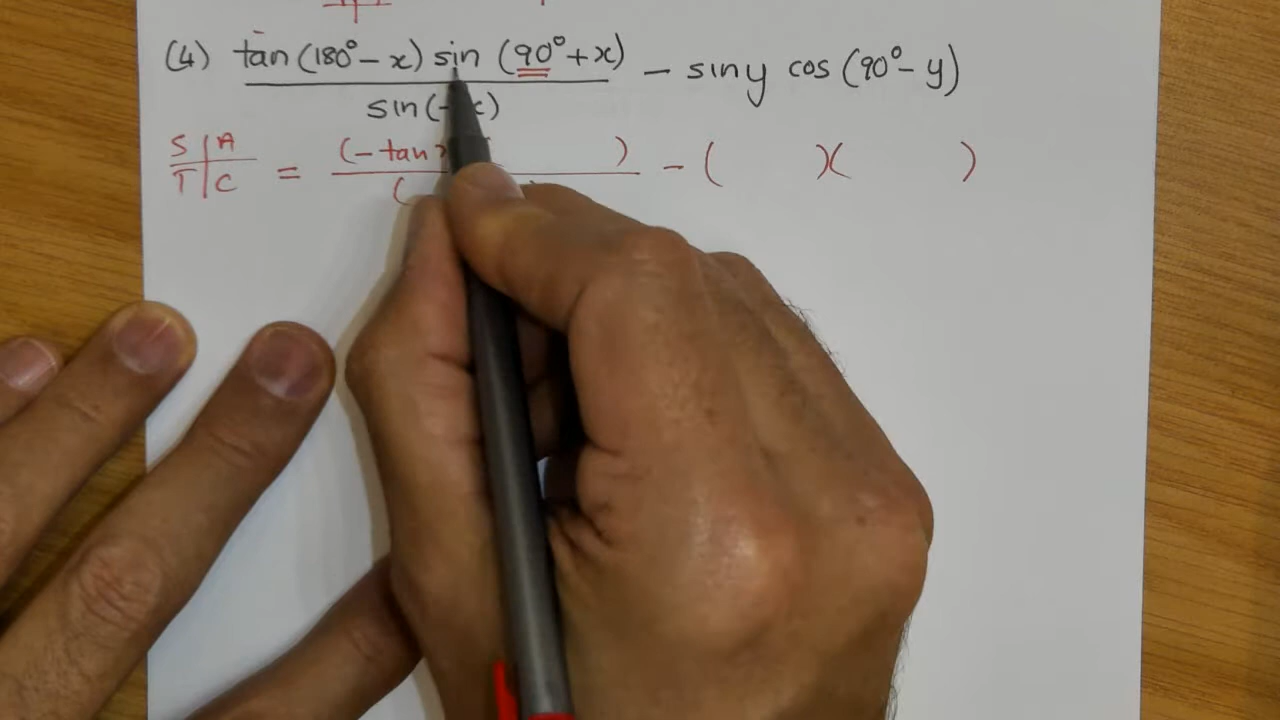 (4) tan (180° - x) sin (90° + x) - sin y cos (90° - y)
sin (- x)
S A
T C
= (-tan ) - ( )( )
(